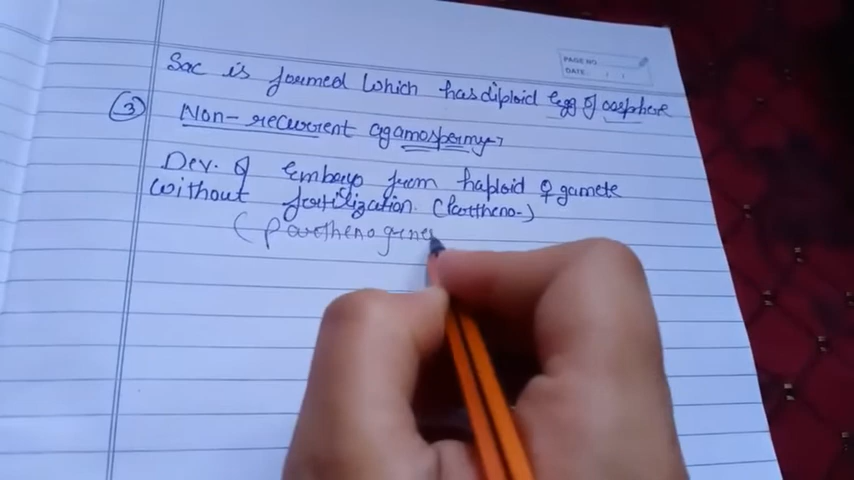 PAGE NO.
DATE: / /
Sac is formed which has diploid egg of oosphere
③ Non-recurrent agamospermy
Dev. of Embryo from haploid ♀ gamete
without fertilization. (Partheno-)
(Parthenogene